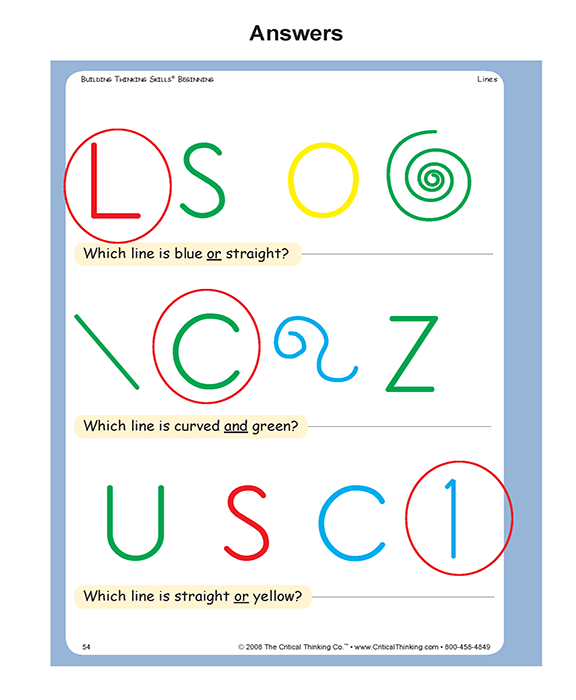 Answers
Building Thinking Skills® Beginning
Lines
L S O
Which line is blue or straight?
\ C Z
Which line is curved and green?
U S C 1
Which line is straight or yellow?
54
© 2008 The Critical Thinking Co.™ • www.CriticalThinking.com • 800-458-4849